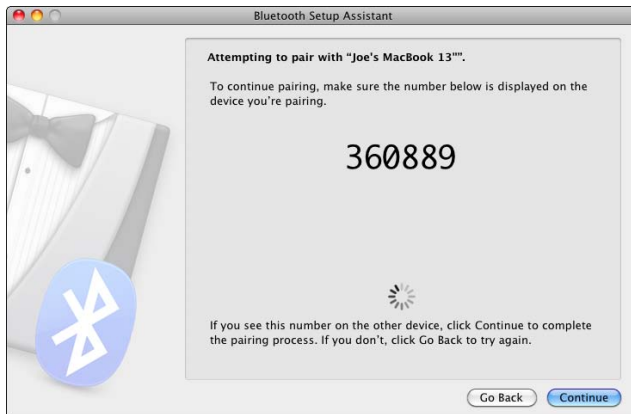 Bluetooth Setup Assistant
Attempting to pair with “Joe's MacBook 13"”.
To continue pairing, make sure the number below is displayed on the
device you're pairing.
360889
If you see this number on the other device, click Continue to complete
the pairing process. If you don't, click Go Back to try again.
Go Back
Continue